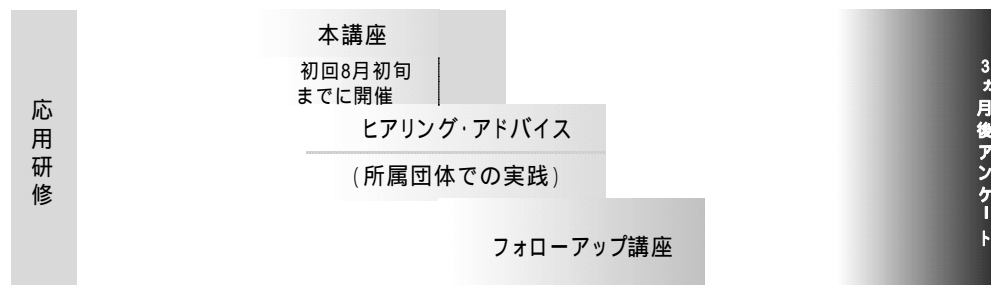 応用研修
本講座
初回8月初旬
までに開催
ヒアリング・アドバイス
(所属団体での実践)
フォローアップ講座
3ヵ月後アンケート